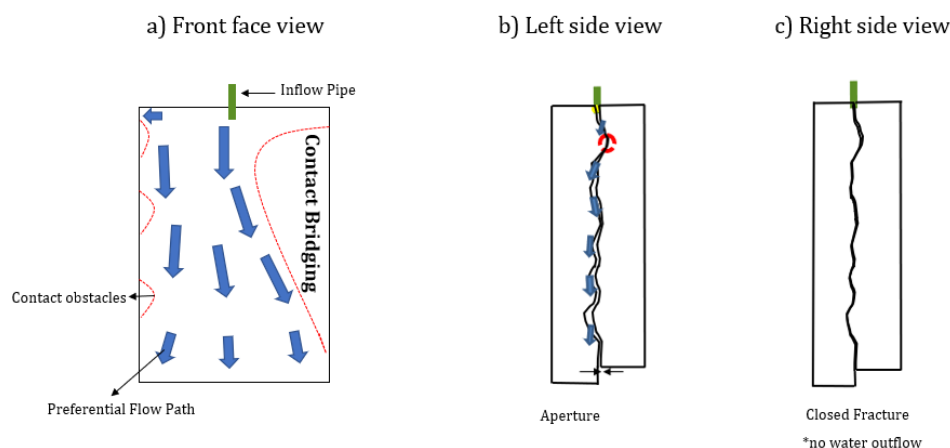 a) Front face view
b) Left side view
c) Right side view
Inflow Pipe
Contact Bridging
Contact obstacles
Preferential Flow Path
Aperture
Closed Fracture
*no water outflow